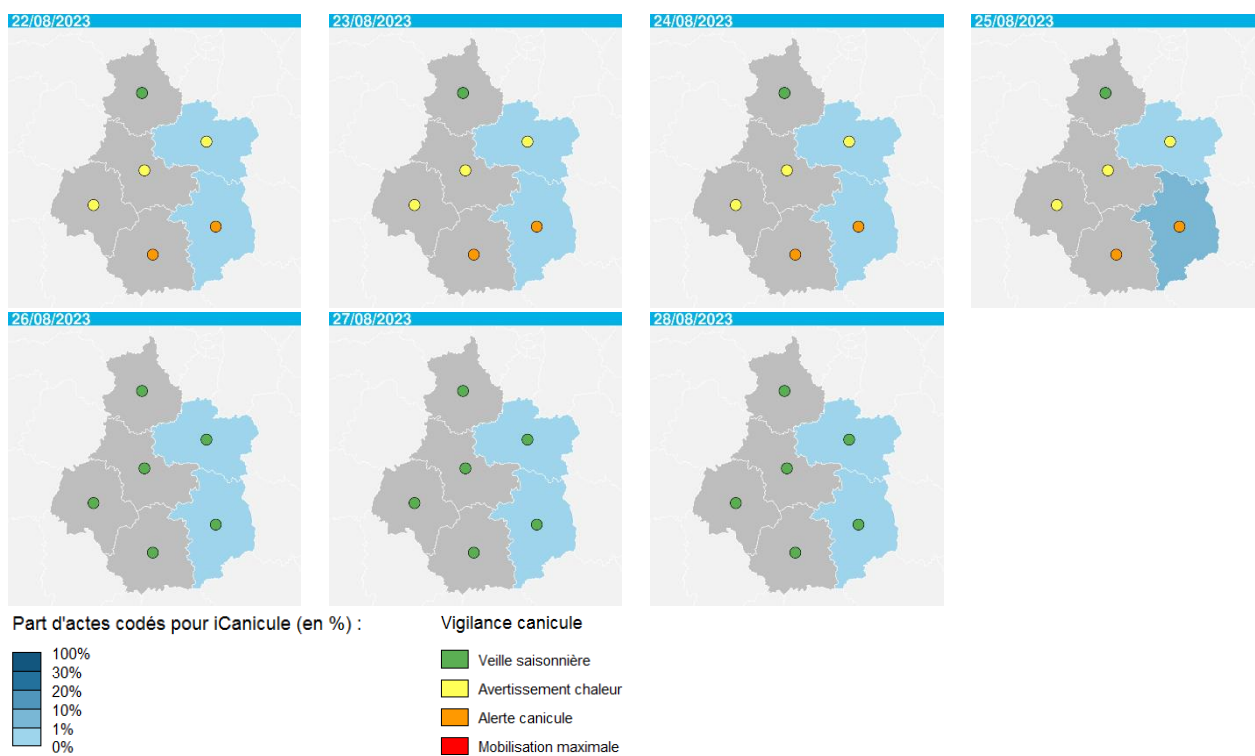 22/08/2023
23/08/2023
24/08/2023
25/08/2023
26/08/2023
27/08/2023
28/08/2023
Part d'actes codés pour iCanicule (en %) :
100%
30%
20%
10%
1%
0%
Vigilance canicule
Veille saisonnière
Avertissement chaleur
Alerte canicule
Mobilisation maximale